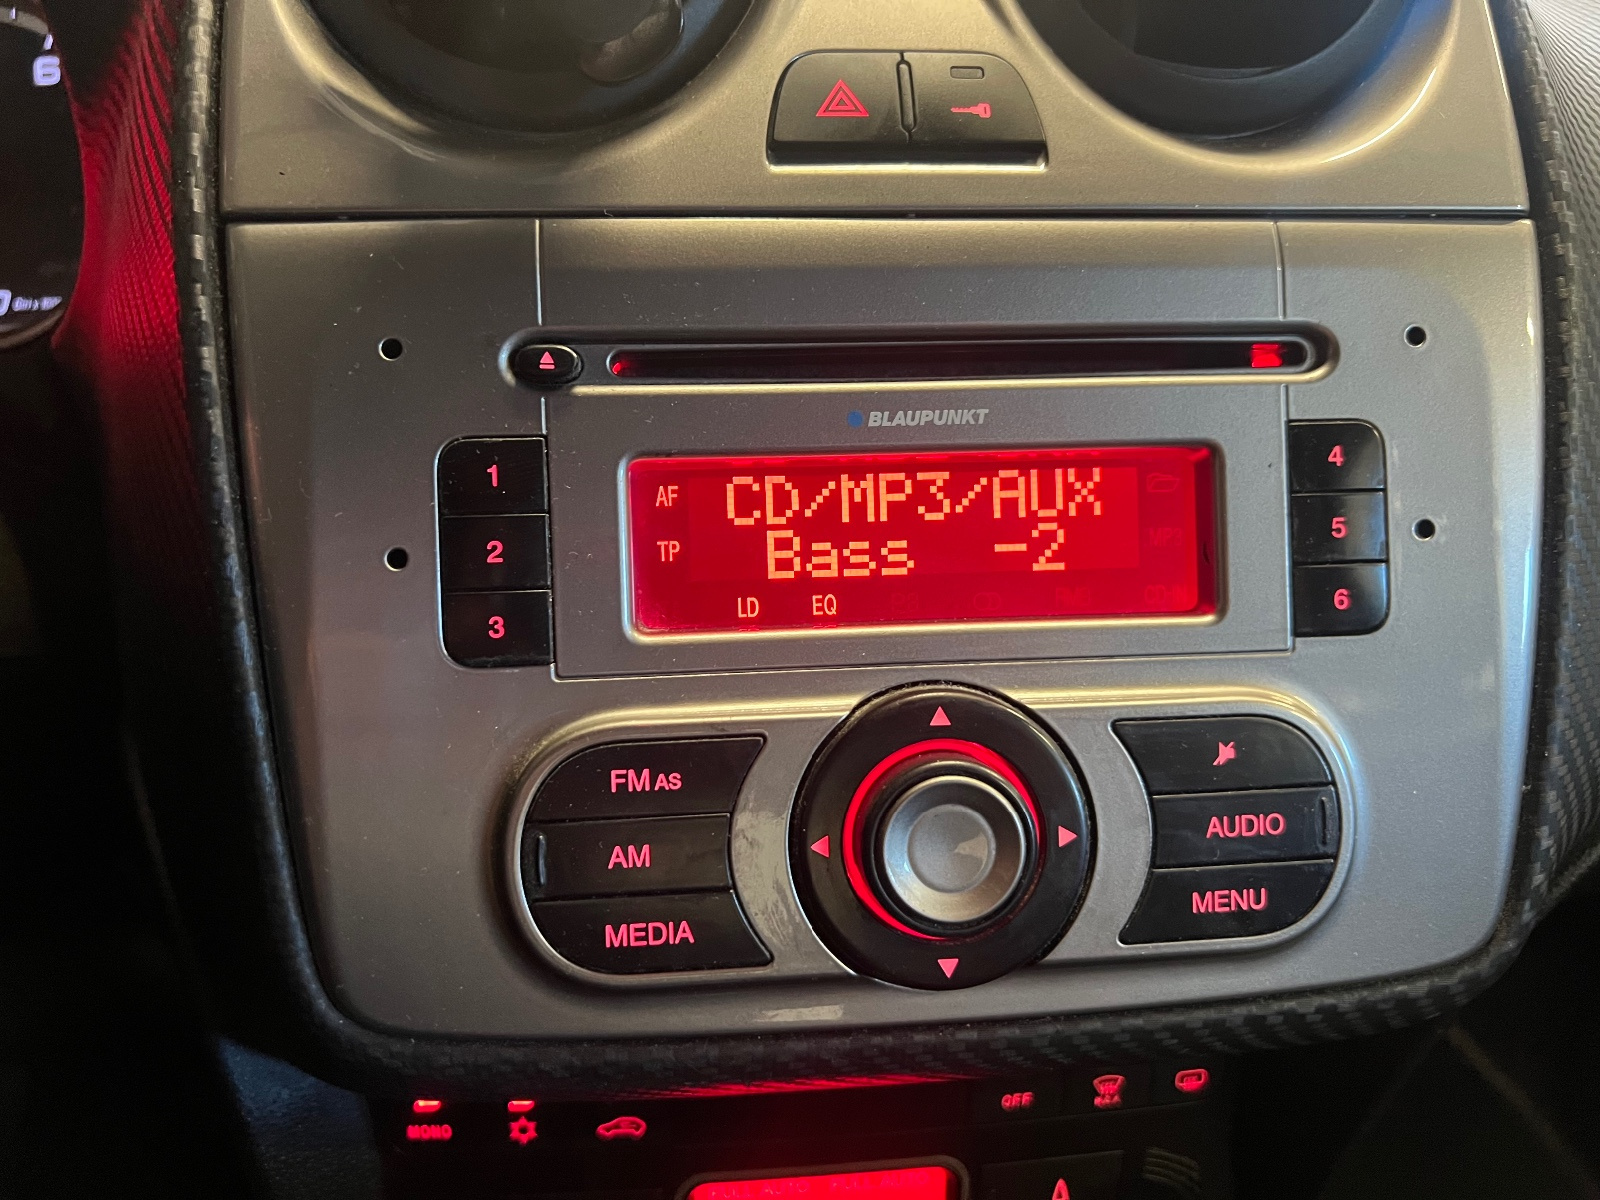 6
BLAUPUNKT
1
2
3
AF
TP
CD/MP3/AUX
Bass -2
LD EQ
4
5
6
FM AS
AM
MEDIA
AUDIO
MENU
MONO
OFF